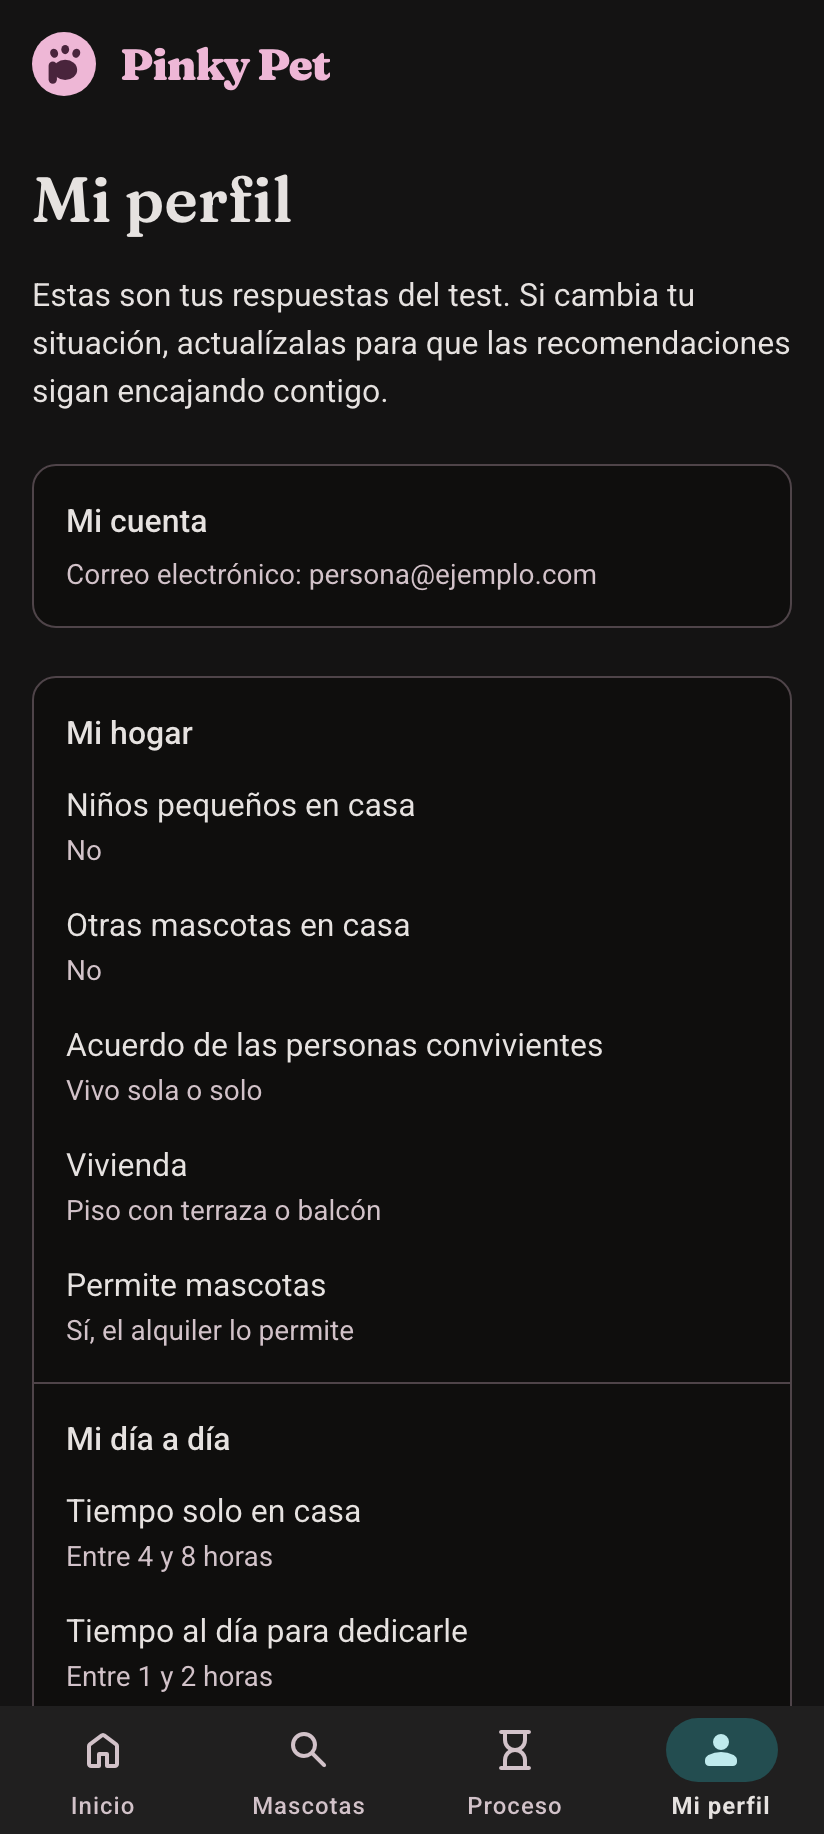 Pinky Pet
Mi perfil
Estas son tus respuestas del test. Si cambia tu
situación, actualízalas para que las recomendaciones
sigan encajando contigo.
Mi cuenta
Correo electrónico: persona@ejemplo.com
Mi hogar
Niños pequeños en casa
No
Otras mascotas en casa
No
Acuerdo de las personas convivientes
Vivo sola o solo
Vivienda
Piso con terraza o balcón
Permite mascotas
Sí, el alquiler lo permite
Mi día a día
Tiempo solo en casa
Entre 4 y 8 horas
Tiempo al día para dedicarle
Entre 1 y 2 horas
Inicio
Mascotas
Proceso
Mi perfil